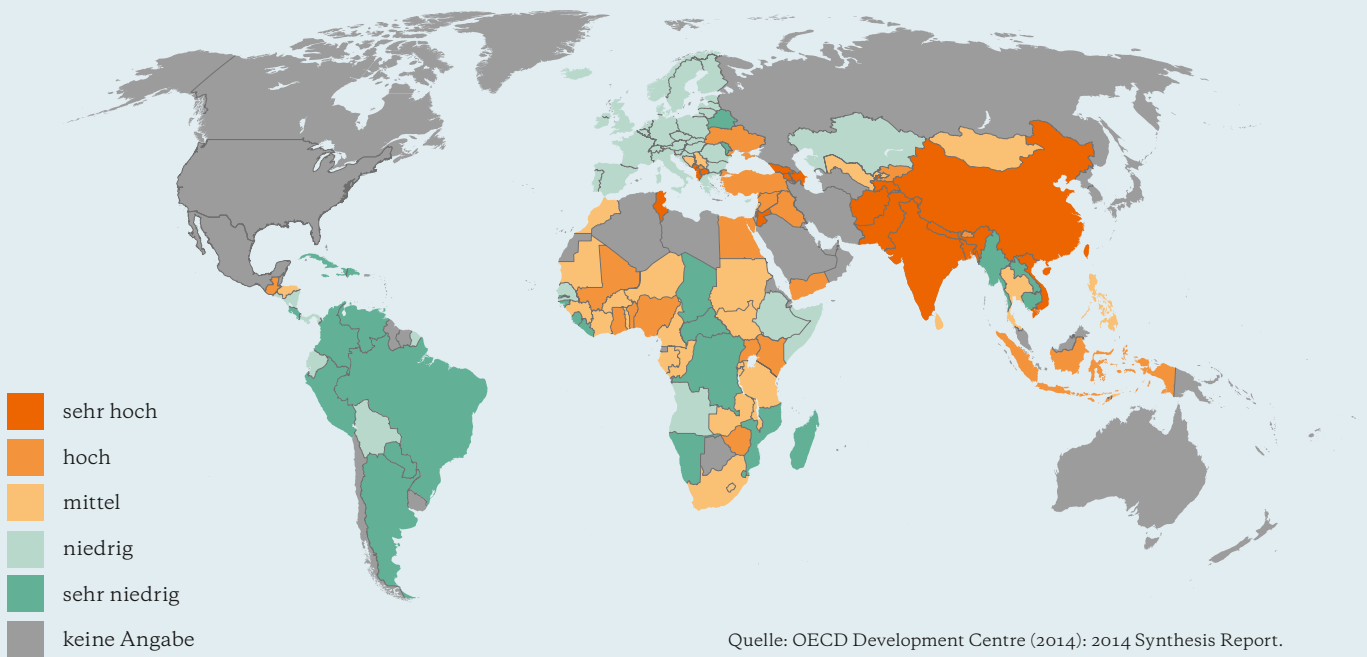 sehr hoch
hoch
mittel
niedrig
sehr niedrig
keine Angabe
Quelle: OECD Development Centre (2014): 2014 Synthesis Report.